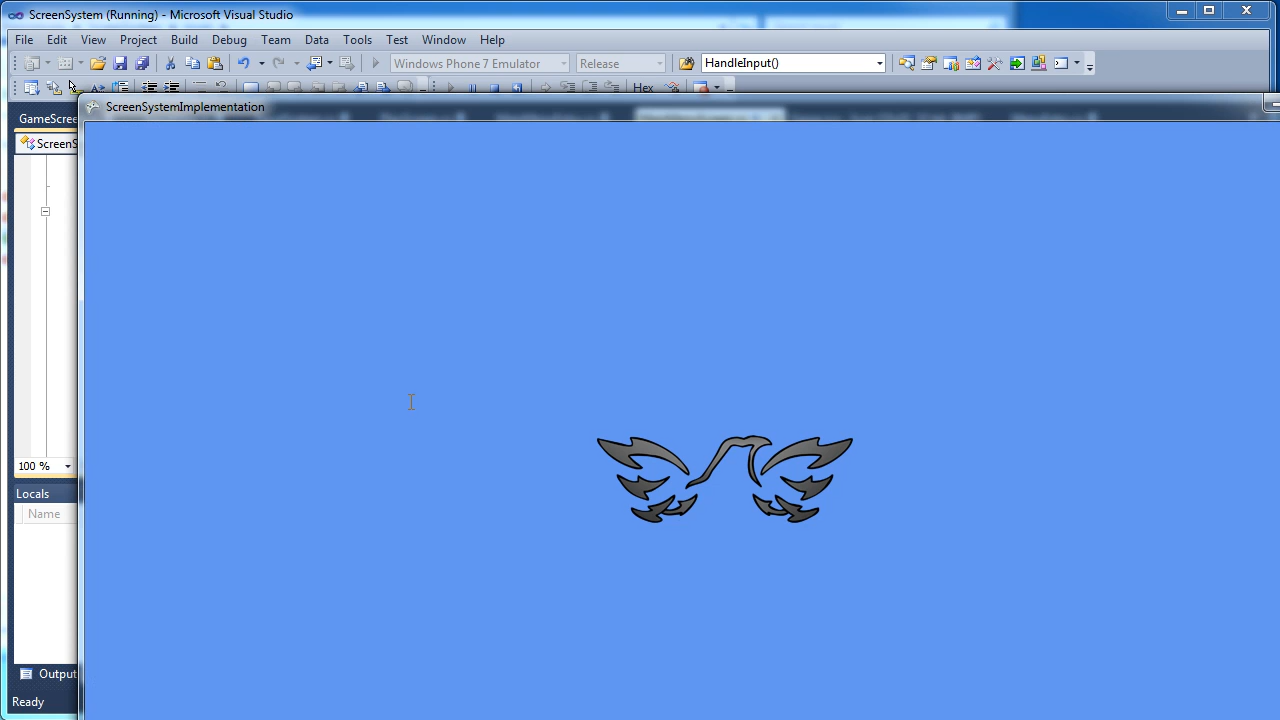 ScreenSystem (Running) - Microsoft Visual Studio
File Edit View Project Build Debug Team Data Tools Test Window Help
Windows Phone 7 Emulator Release HandleInput()
Hex
ScreenSystemImplementation
GameScree
ScreenS
100 %
Locals
Name
Output
Ready